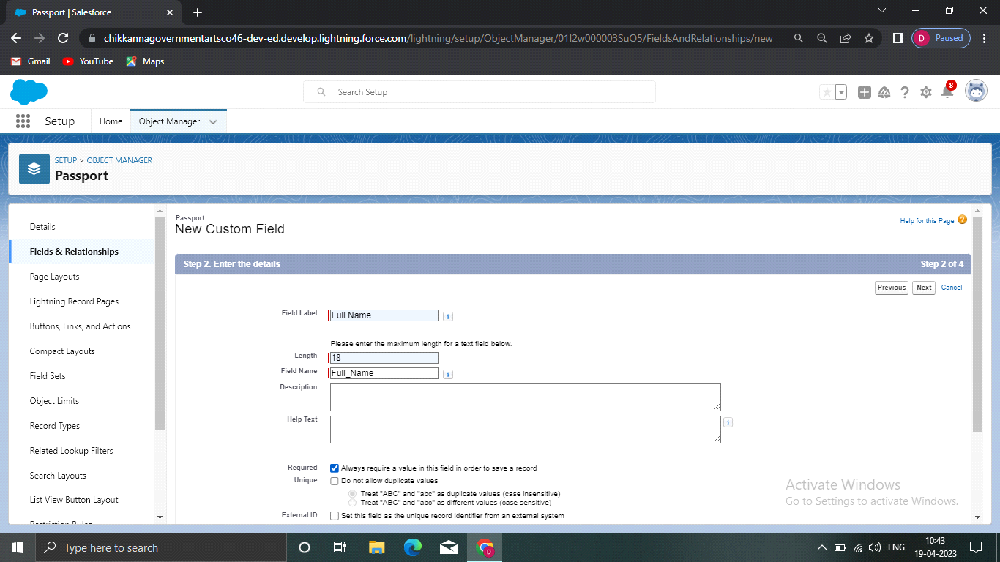 Passport | Salesforce
chikkannagovernmentartsco46-dev-ed.develop.lightning.force.com/lightning/setup/ObjectManager/01I2w000003SuO5/FieldsAndRelationships/new
D Paused
Gmail YouTube Maps
Search Setup
8
Setup Home Object Manager
SETUP > OBJECT MANAGER
Passport
Details
Fields & Relationships
Page Layouts
Lightning Record Pages
Buttons, Links, and Actions
Compact Layouts
Field Sets
Object Limits
Record Types
Related Lookup Filters
Search Layouts
List View Button Layout
Restriction Rules
Passport
New Custom Field
Help for this Page ?
Step 2. Enter the details Step 2 of 4
Previous Next Cancel
Field Label Full Name i
Please enter the maximum length for a text field below.
Length 18
Field Name Full_Name i
Description
Help Text i
Required Always require a value in this field in order to save a record
Unique Do not allow duplicate values
Treat "ABC" and "abc" as duplicate values (case insensitive)
Treat "ABC" and "abc" as different values (case sensitive)
External ID Set this field as the unique record identifier from an external system
Activate Windows
Go to Settings to activate Windows.
Type here to search
D
ENG
10:43
19-04-2023